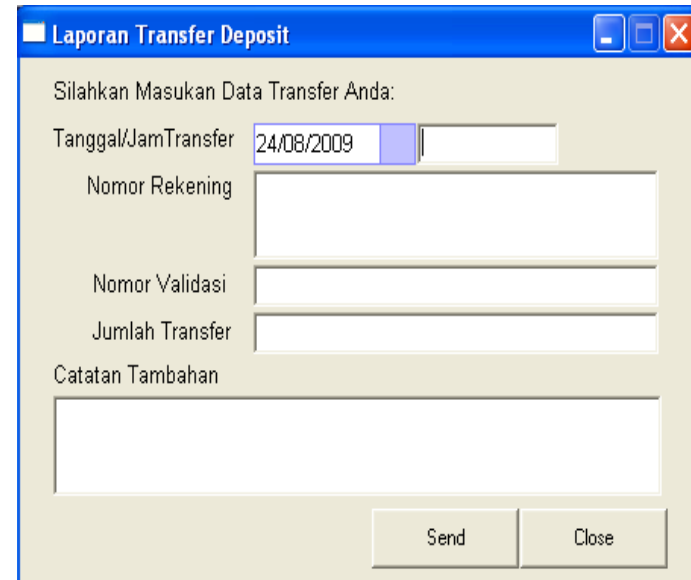 Laporan Transfer Deposit
Silahkan Masukan Data Transfer Anda:
Tanggal/JamTransfer 24/08/2009
Nomor Rekening
Nomor Validasi
Jumlah Transfer
Catatan Tambahan
Send Close